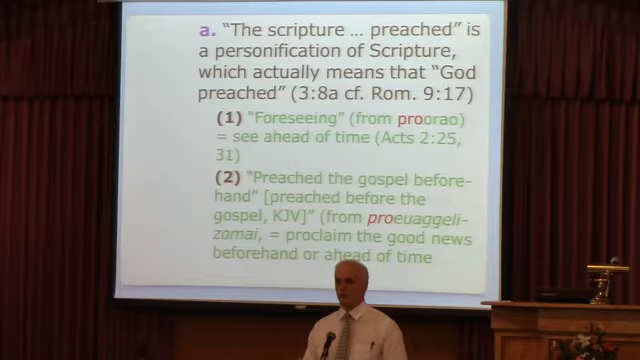 a. “The scripture ... preached” is
a personification of Scripture,
which actually means that “God
preached” (3:8a cf. Rom. 9:17)
(1) “Foreseeing” (from proorao)
= see ahead of time (Acts 2:25,
31)
(2) “Preached the gospel before-
hand” [preached before the
gospel, KJV]” (from proeuaggeli-
zomai, = proclaim the good news
beforehand or ahead of time